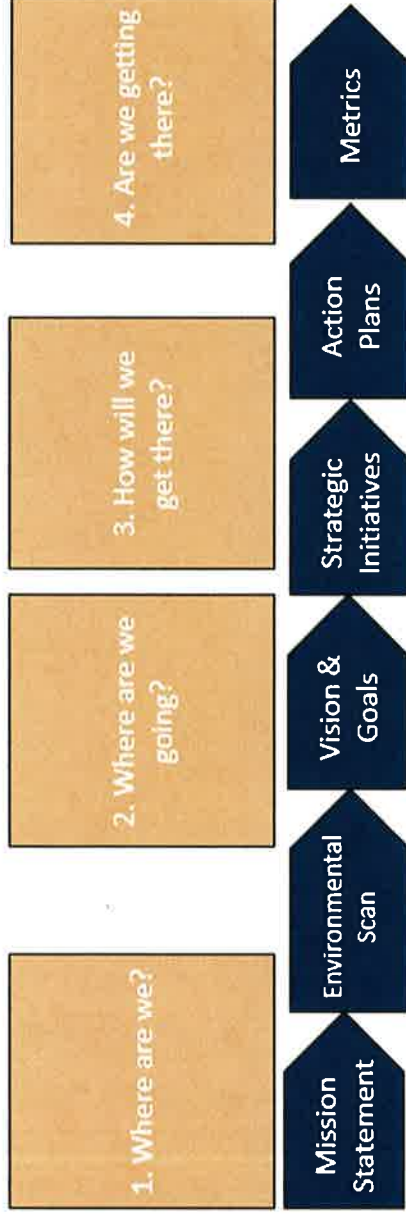 1. Where are we?
2. Where are we
going?
3. How will we
get there?
4. Are we getting
there?
Mission
Statement
Environmental
Scan
Vision &
Goals
Strategic
Initiatives
Action
Plans
Metrics